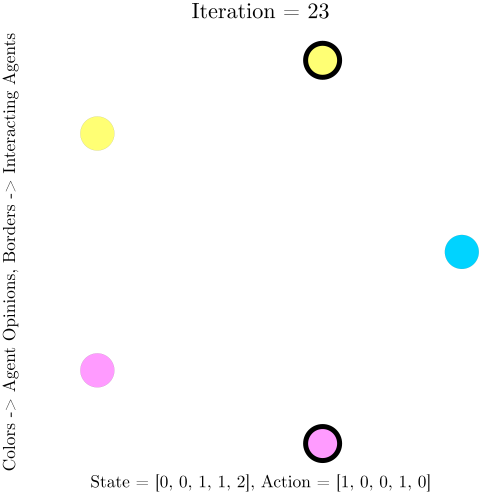 Iteration = 23
Colors -> Agent Opinions, Borders -> Interacting Agents
State = [0, 0, 1, 1, 2], Action = [1, 0, 0, 1, 0]